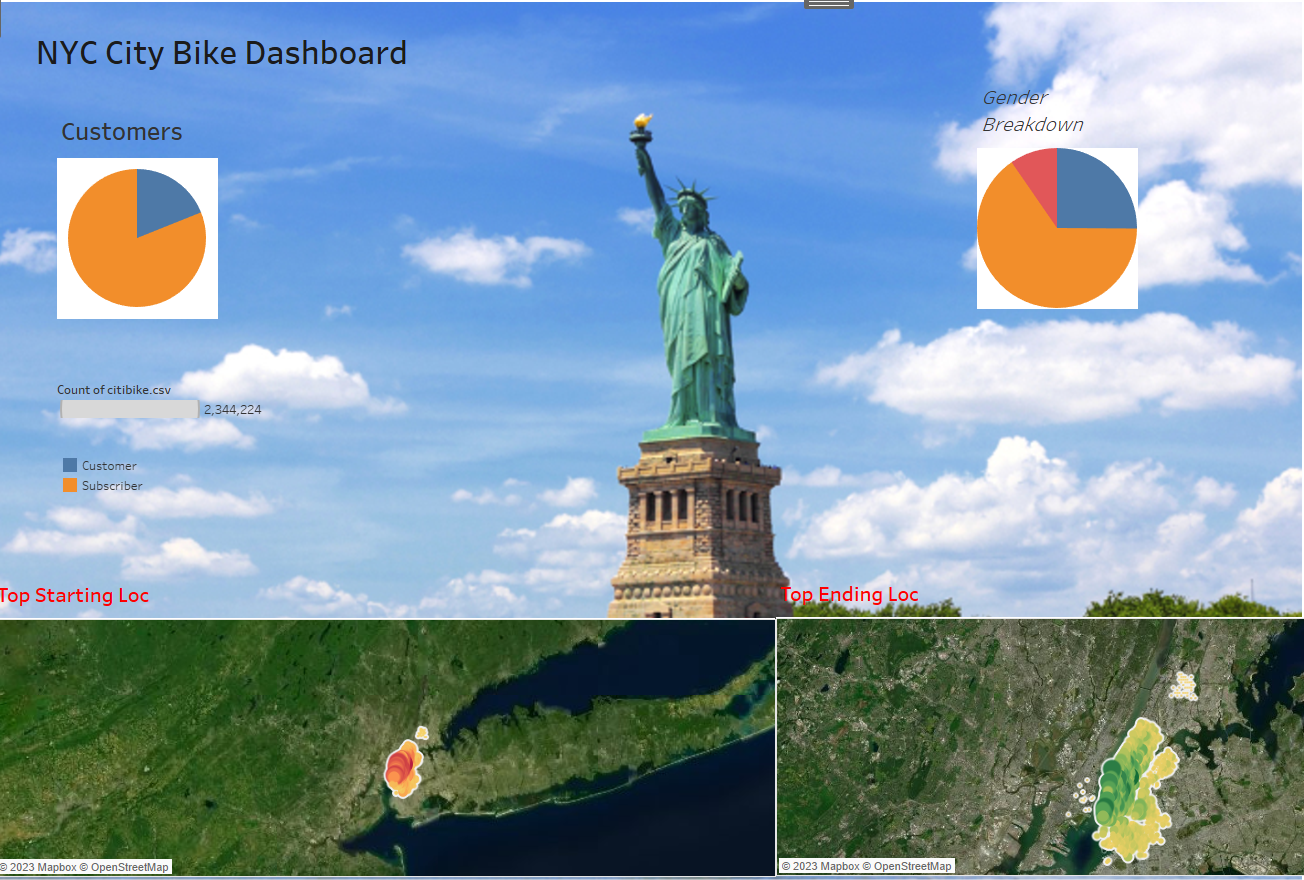 NYC City Bike Dashboard
Customers
Gender
Breakdown
Count of citibike.csv
2,344,224
Customer
Subscriber
Top Starting Loc
Top Ending Loc
© 2023 Mapbox © OpenStreetMap
© 2023 Mapbox © OpenStreetMap